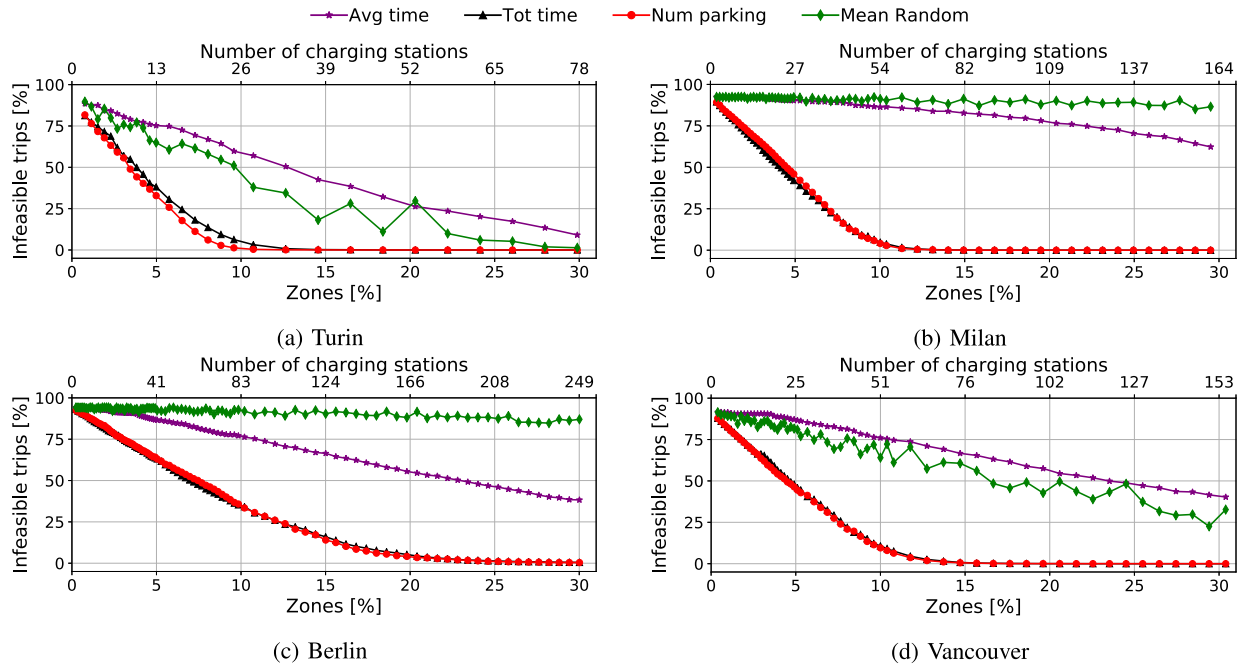 Avg time Tot time Num parking Mean Random
Number of charging stations Number of charging stations
0 13 26 39 52 65 78 0 27 54 82 109 137 164
Infeasible trips [%] 100 75 50 25 0 Infeasible trips [%] 100 75 50 25 0
0 5 10 15 20 25 30 0 5 10 15 20 25 30
Zones [%] Zones [%]
(a) Turin (b) Milan
Number of charging stations Number of charging stations
0 41 83 124 166 208 249 0 25 51 76 102 127 153
Infeasible trips [%] 100 75 50 25 0 Infeasible trips [%] 100 75 50 25 0
0 5 10 15 20 25 30 0 5 10 15 20 25 30
Zones [%] Zones [%]
(c) Berlin (d) Vancouver